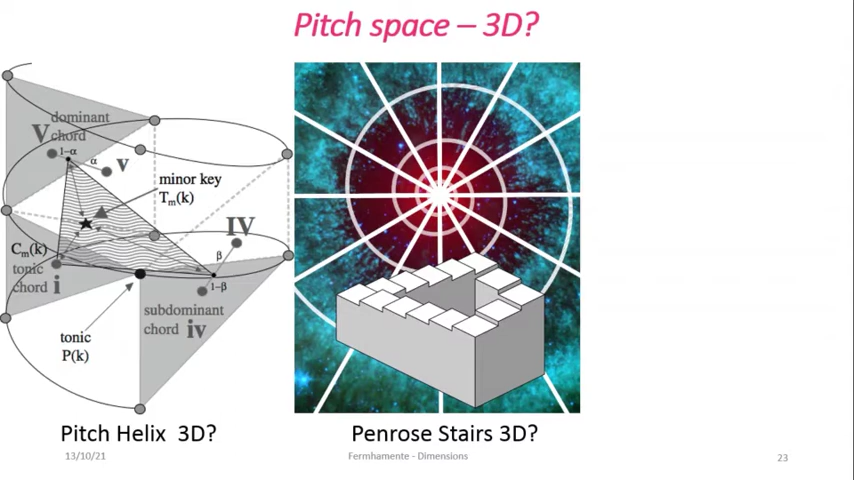 Pitch space – 3D?
dominant
V chord
1–α
α
v
minor key
Tm(k)
IV
Cm(k)
tonic
chord i
β
1–β
subdominant
chord iv
tonic
P(k)
Pitch Helix 3D?
Penrose Stairs 3D?
13/10/21
Fermhamente - Dimensions
23